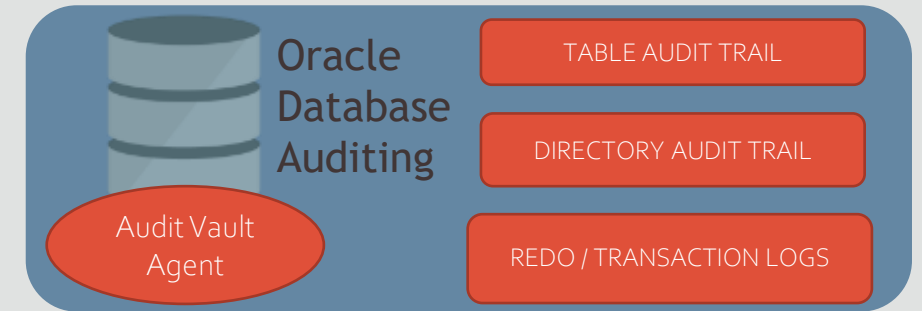 Oracle
Database
Auditing
TABLE AUDIT TRAIL
DIRECTORY AUDIT TRAIL
REDO / TRANSACTION LOGS
Audit Vault
Agent